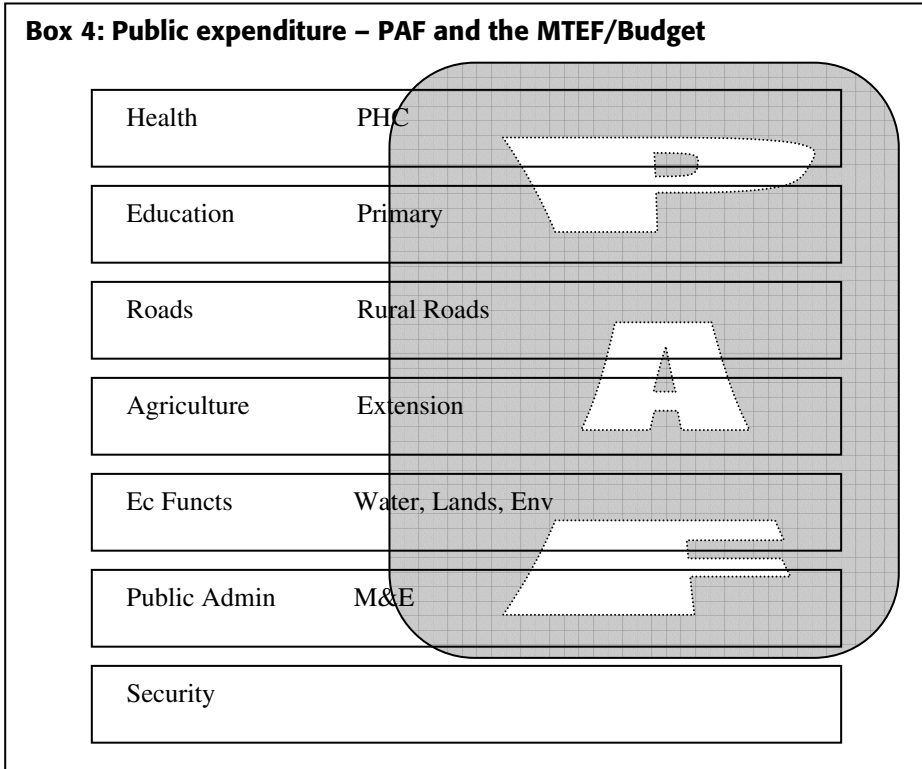 Box 4: Public expenditure – PAF and the MTEF/Budget
Health PHC
Education Primary
Roads Rural Roads
Agriculture Extension
Ec Functs Water, Lands, Env
Public Admin M&E
Security
P
A
F